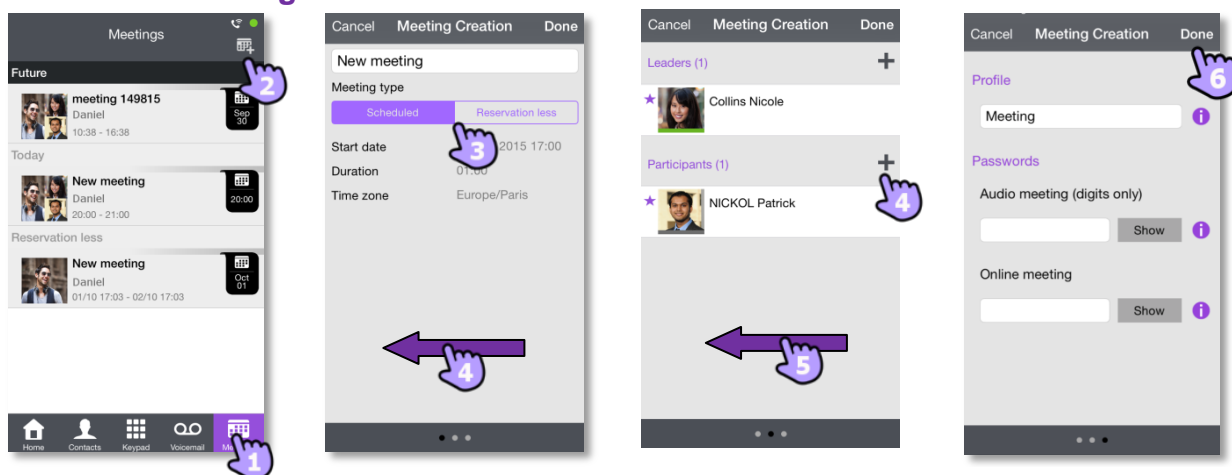 Meetings
2
Future
meeting 149815
Daniel
10:38 - 16:38
Sep
30
Today
New meeting
Daniel
20:00 - 21:00
20:00
Reservation less
New meeting
Daniel
01/10 17:03 - 02/10 17:03
Oct
01
Home
Contacts
Keypad
Voicemail
1
Cancel Meeting Creation Done
New meeting
Meeting type
Scheduled Reservation less
3
Start date 2015 17:00
Duration
Time zone Europe/Paris
4
Cancel Meeting Creation Done
Leaders (1) +
Collins Nicole
Participants (1) +
4
NICKOL Patrick
5
Cancel Meeting Creation Done
6
Profile
Meeting i
Passwords
Audio meeting (digits only)
Show i
Online meeting
Show i